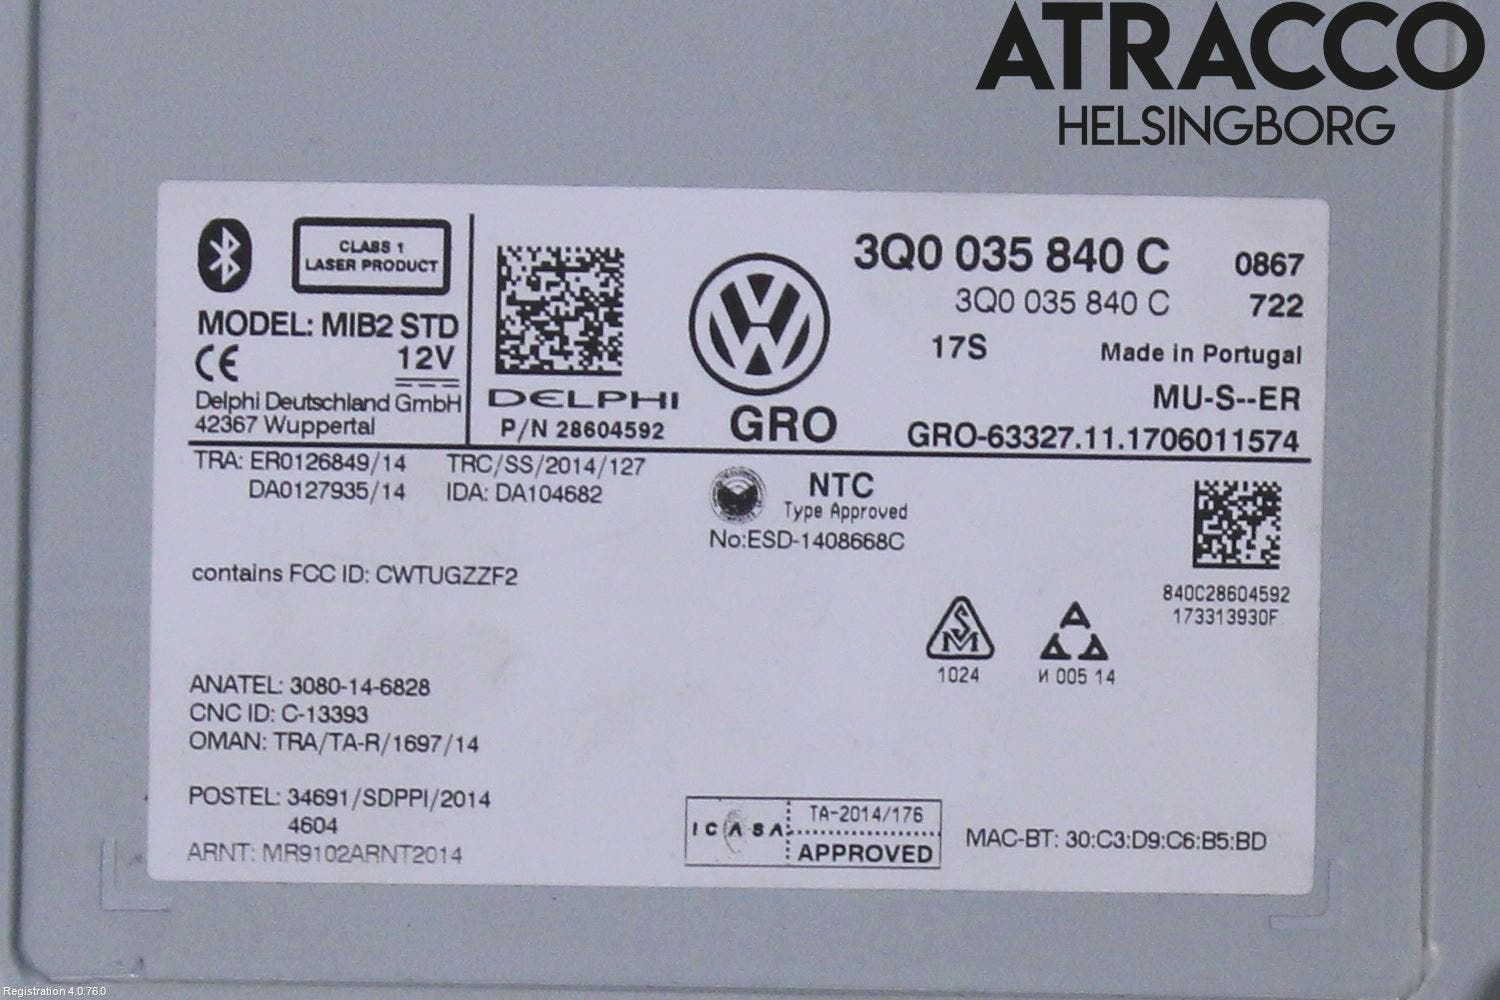 ATRACCO
HELSINGBORG
CLASS 1
LASER PRODUCT
MODEL: MIB2 STD
CE 12V
Delphi Deutschland GmbH
42367 Wuppertal
DELPHI
P/N 28604592
GRO
3Q0 035 840 C 0867
3Q0 035 840 C 722
17S Made in Portugal
MU-S--ER
GRO-63327.11.1706011574
TRA: ER0126849/14 TRC/SS/2014/127
DA0127935/14 IDA: DA104682
NTC
Type Approved
No:ESD-1408668C
contains FCC ID: CWTUGZZF2
840C28604592
173313930F
1024 И 005 14
ANATEL: 3080-14-6828
CNC ID: C-13393
OMAN: TRA/TA-R/1697/14
POSTEL: 34691/SDPPI/2014
4604
ARNT: MR9102ARNT2014
ICASA TA-2014/176
APPROVED
MAC-BT: 30:C3:D9:C6:B5:BD
Registration 4.0.76.0